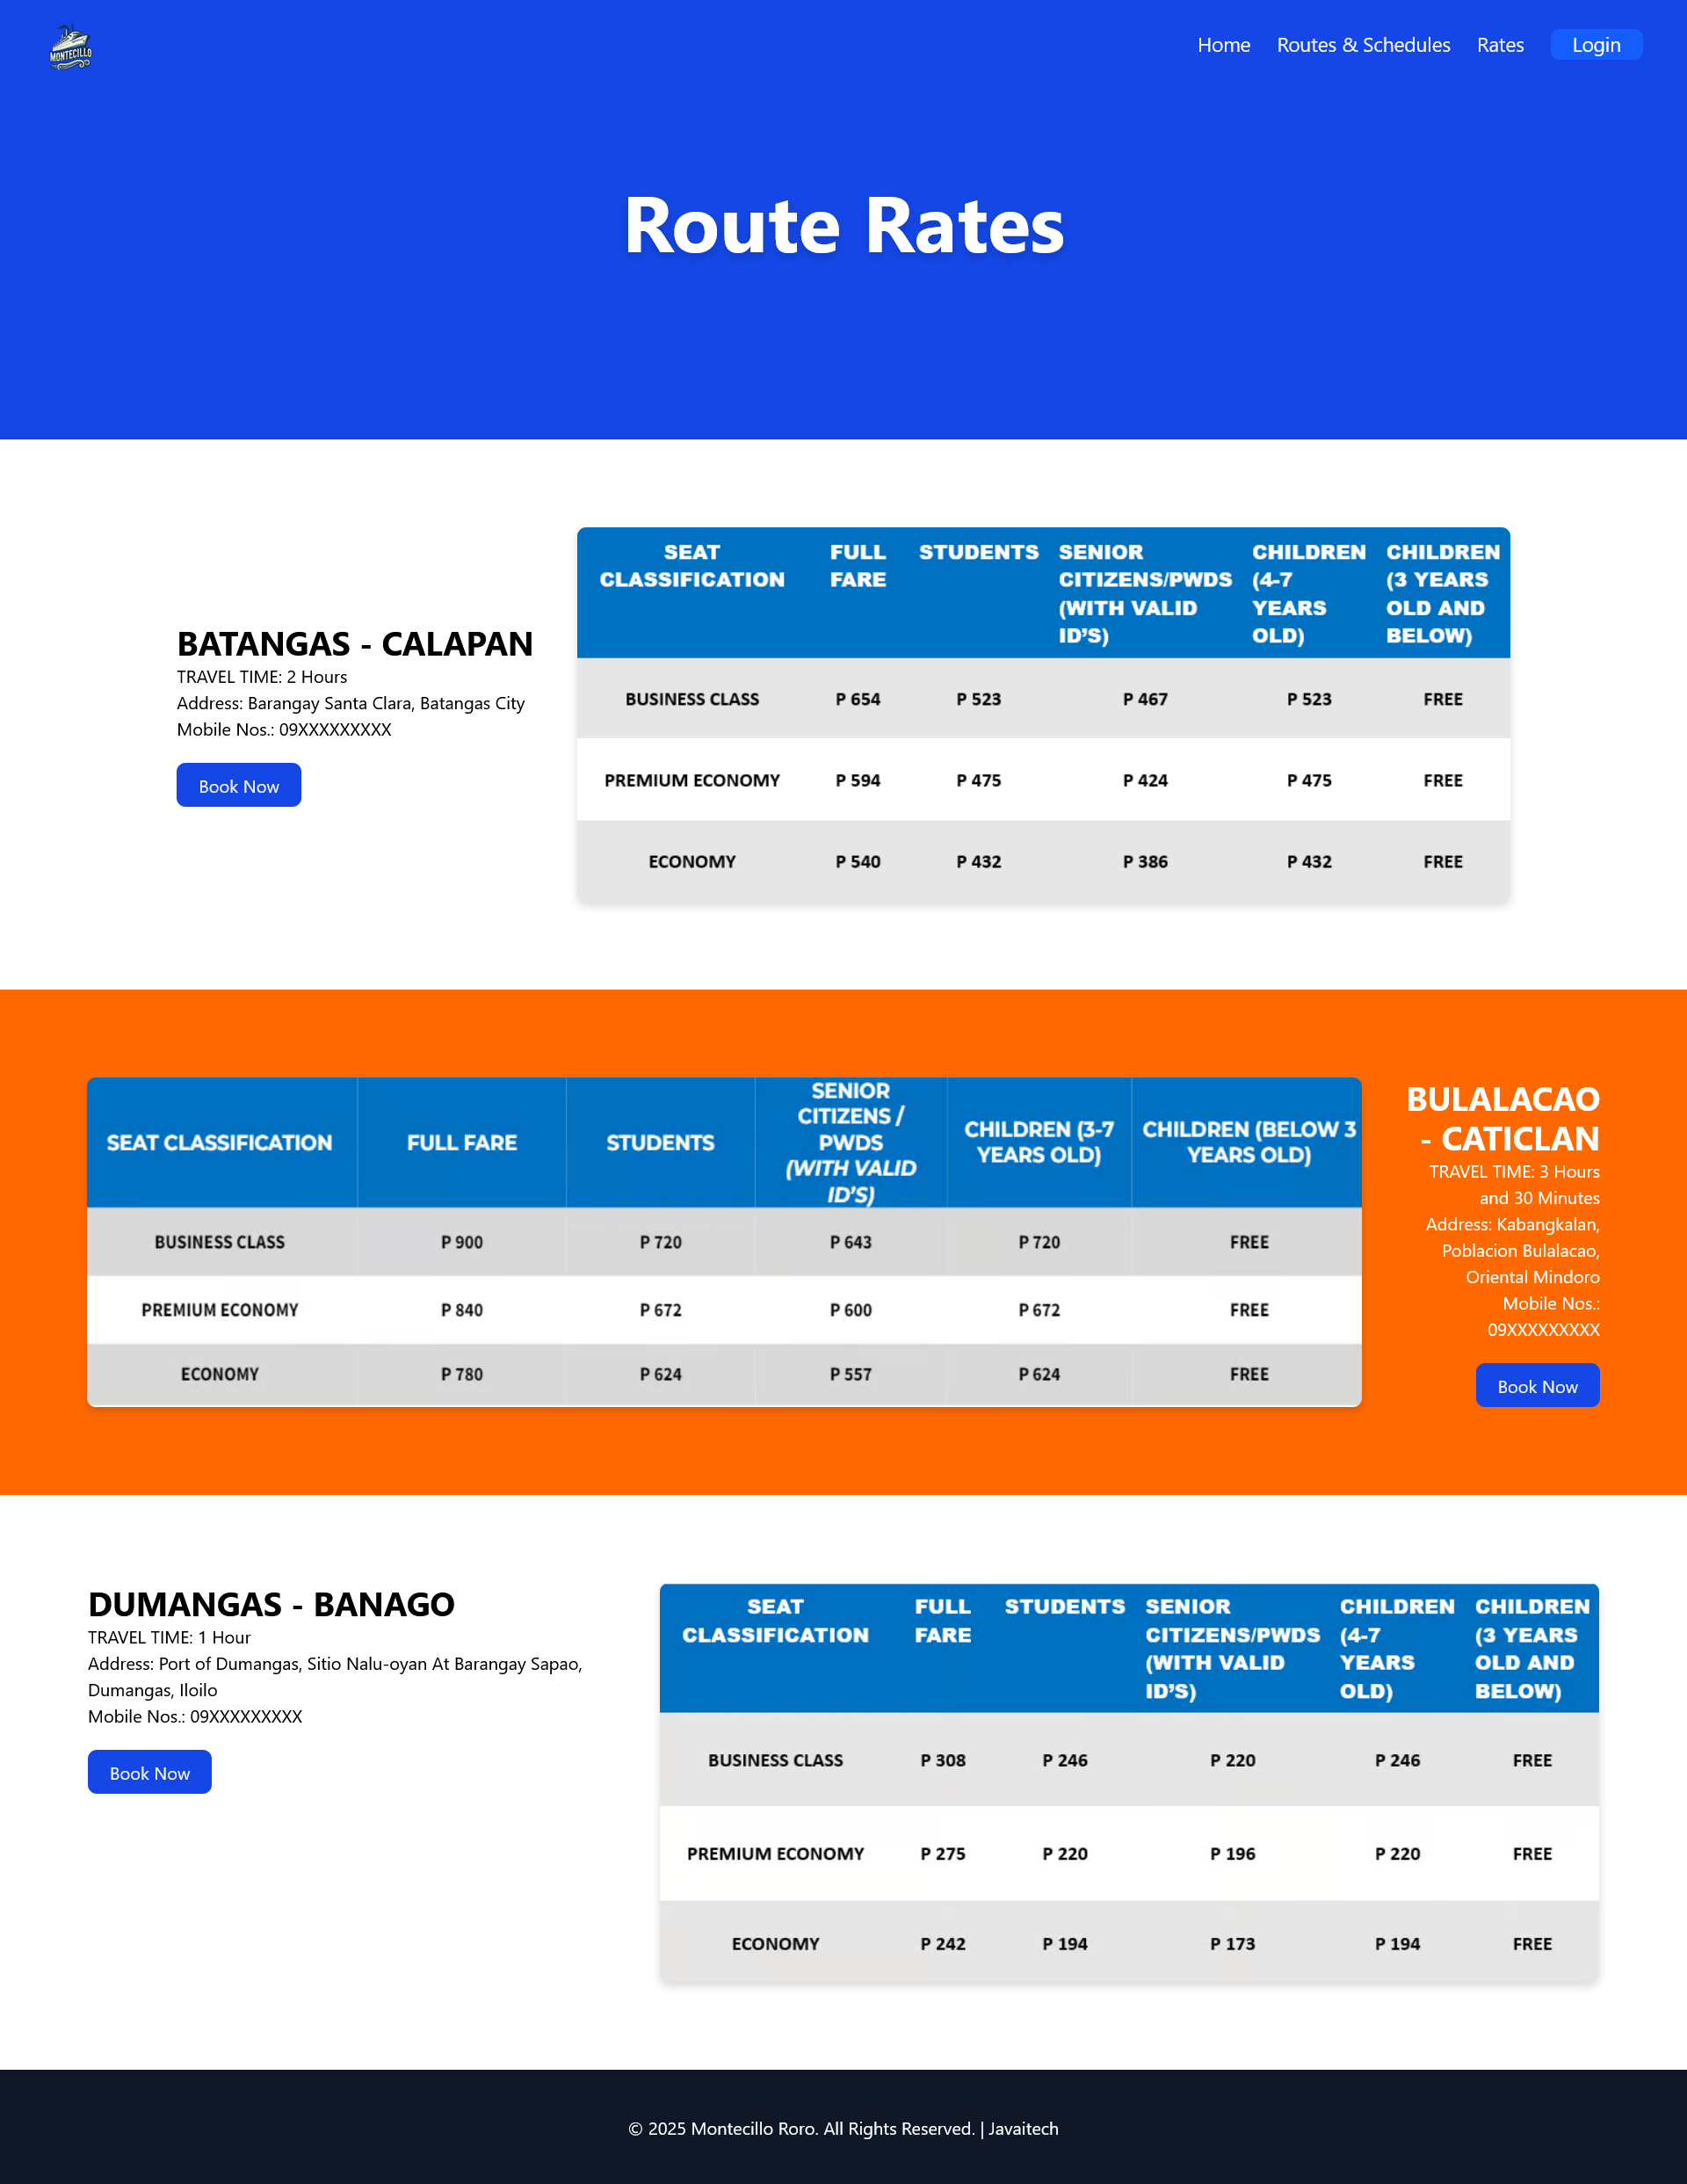 MONTECILLO
Home Routes & Schedules Rates Login
Route Rates
BATANGAS - CALAPAN
TRAVEL TIME: 2 Hours
Address: Barangay Santa Clara, Batangas City
Mobile Nos.: 09XXXXXXXXX
Book Now
SEAT CLASSIFICATION FULL FARE STUDENTS SENIOR CITIZENS/PWDS (WITH VALID ID'S) CHILDREN (4-7 YEARS OLD) CHILDREN (3 YEARS OLD AND BELOW)
BUSINESS CLASS P 654 P 523 P 467 P 523 FREE
PREMIUM ECONOMY P 594 P 475 P 424 P 475 FREE
ECONOMY P 540 P 432 P 386 P 432 FREE
SEAT CLASSIFICATION FULL FARE STUDENTS SENIOR CITIZENS / PWDS (WITH VALID ID'S) CHILDREN (3-7 YEARS OLD) CHILDREN (BELOW 3 YEARS OLD)
BUSINESS CLASS P 900 P 720 P 643 P 720 FREE
PREMIUM ECONOMY P 840 P 672 P 600 P 672 FREE
ECONOMY P 780 P 624 P 557 P 624 FREE
BULALACAO
- CATICLAN
TRAVEL TIME: 3 Hours
and 30 Minutes
Address: Kabangkalan,
Poblacion Bulalacao,
Oriental Mindoro
Mobile Nos.:
09XXXXXXXXX
Book Now
DUMANGAS - BANAGO
TRAVEL TIME: 1 Hour
Address: Port of Dumangas, Sitio Nalu-oyan At Barangay Sapao,
Dumangas, Iloilo
Mobile Nos.: 09XXXXXXXXX
Book Now
SEAT CLASSIFICATION FULL FARE STUDENTS SENIOR CITIZENS/PWDS (WITH VALID ID'S) CHILDREN (4-7 YEARS OLD) CHILDREN (3 YEARS OLD AND BELOW)
BUSINESS CLASS P 308 P 246 P 220 P 246 FREE
PREMIUM ECONOMY P 275 P 220 P 196 P 220 FREE
ECONOMY P 242 P 194 P 173 P 194 FREE
© 2025 Montecillo Roro. All Rights Reserved. | Javaitech